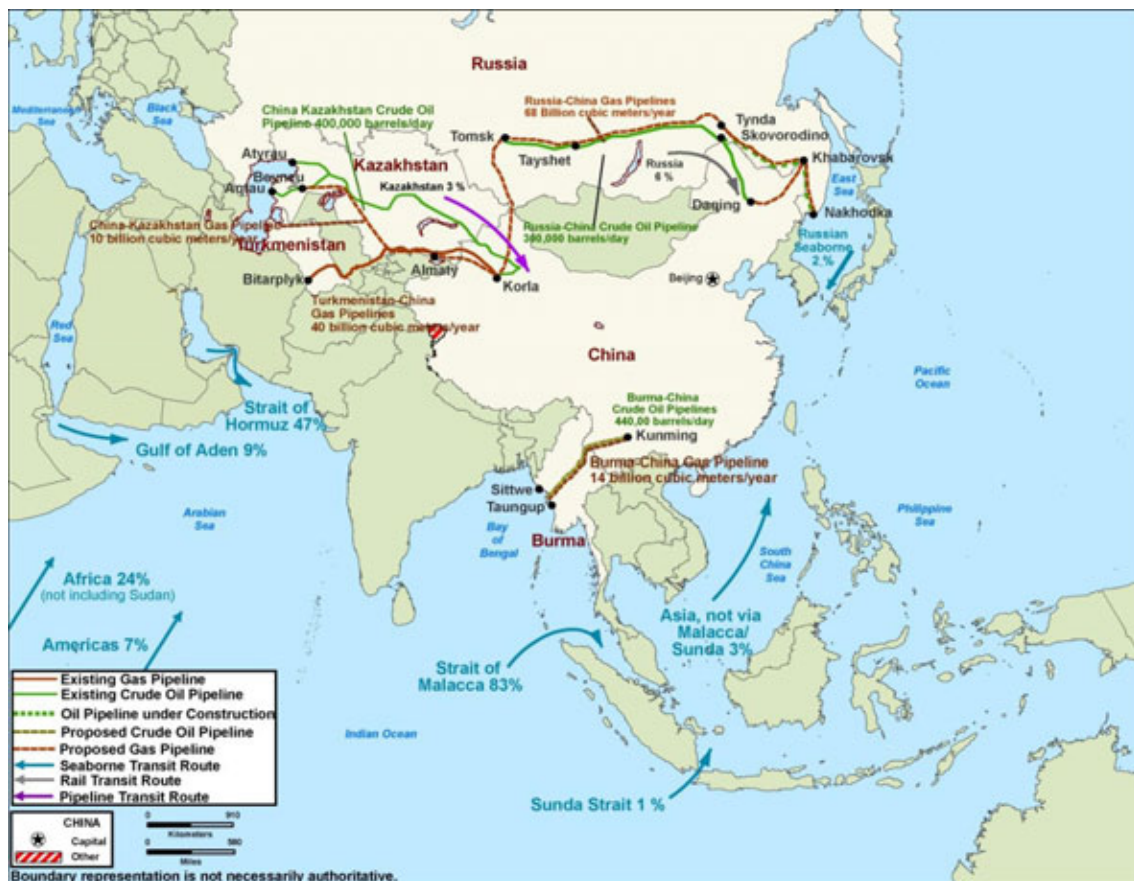 Russia
Mediterranean
Sea
Black
Sea
China Kazakhstan Crude Oil
Pipeline 400,000 barrels/day
Russia-China Gas Pipelines
68 Billion cubic meters/year
Tomsk
Tayshet
Tynda
Skovorodino
Khabarovsk
Atyrau
Beyneu
Aqtau
Kazakhstan
Kazakhstan 3 %
Russia
6 %
East
Sea
Daqing
Nakhodka
China-Kazakhstan Gas Pipeline
10 billion cubic meters/year
Turkmenistan
Russia-China Crude Oil Pipeline
300,000 barrels/day
Russian
Seaborne
2 %
Bitarplyk
Almaty
Korla
Beijing
Turkmenistan-China
Gas Pipelines
40 billion cubic meters/year
Red
Sea
China
Pacific
Ocean
Strait of
Hormuz 47%
Gulf of Aden 9%
Burma-China
Crude Oil Pipelines
440,00 barrels/day
Kunming
Burma-China Gas Pipeline
14 billion cubic meters/year
Sittwe
Taungup
Arabian
Sea
Bay
of
Bengal
Burma
Philippine
Sea
South
China
Sea
Africa 24%
(not including Sudan)
Americas 7%
Asia, not via
Malacca/
Sunda 3%
Strait of
Malacca 83%
Indian Ocean
Sunda Strait 1 %
Existing Gas Pipeline
Existing Crude Oil Pipeline
Oil Pipeline under Construction
Proposed Crude Oil Pipeline
Proposed Gas Pipeline
Seaborne Transit Route
Rail Transit Route
Pipeline Transit Route
CHINA
Capital
Other
0 910
Kilometers
0 580
Miles
Boundary representation is not necessarily authoritative.